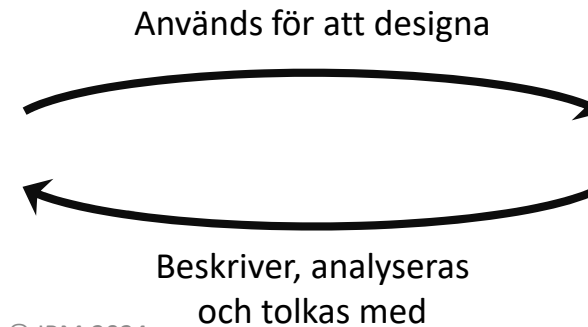 Används för att designa
Beskriver, analyseras
och tolkas med